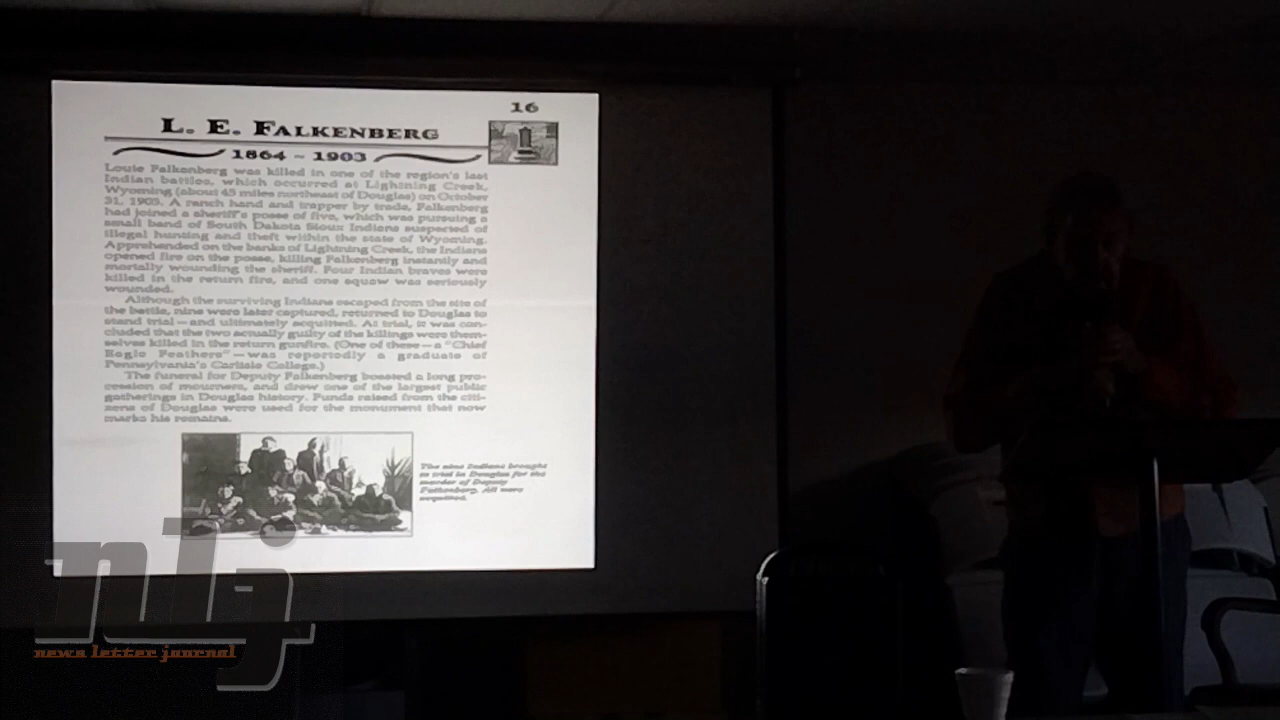 16
L. E. FALKENBERG
1864 ~ 1903
Louie Falkenberg was killed in one of the region's last
Indian battles, which occurred at Lightning Creek,
Wyoming (about 45 miles northeast of Douglas) on October
31, 1903. A ranch hand and trapper by trade, Falkenberg
had joined a sheriff's posse of five, which was pursuing a
small band of South Dakota Sioux Indians suspected of
illegal hunting and theft within the state of Wyoming.
Apprehended on the banks of Lightning Creek, the Indians
opened fire on the posse, killing Falkenberg instantly and
mortally wounding the sheriff. Four Indian braves were
killed in the return fire, and one squaw was seriously
wounded.
Although the surviving Indians escaped from the site of
the battle, nine were later captured, returned to Douglas to
stand trial—and ultimately acquitted. At trial, it was con-
cluded that the two actually guilty of the killings were them-
selves killed in the return gunfire. (One of these—a "Chief
Eagle Feathers"—was reportedly a graduate of
Pennsylvania's Carlisle College.)
The funeral for Deputy Falkenberg boasted a long pro-
cession of mourners, and drew one of the largest public
gatherings in Douglas history. Funds raised from the citi-
zens of Douglas were used for the monument that now
marks his remains.
The nine Indians brought
to trial in Douglas for the
murder of Deputy
Falkenberg. All were
acquitted.
nlj
news letter journal